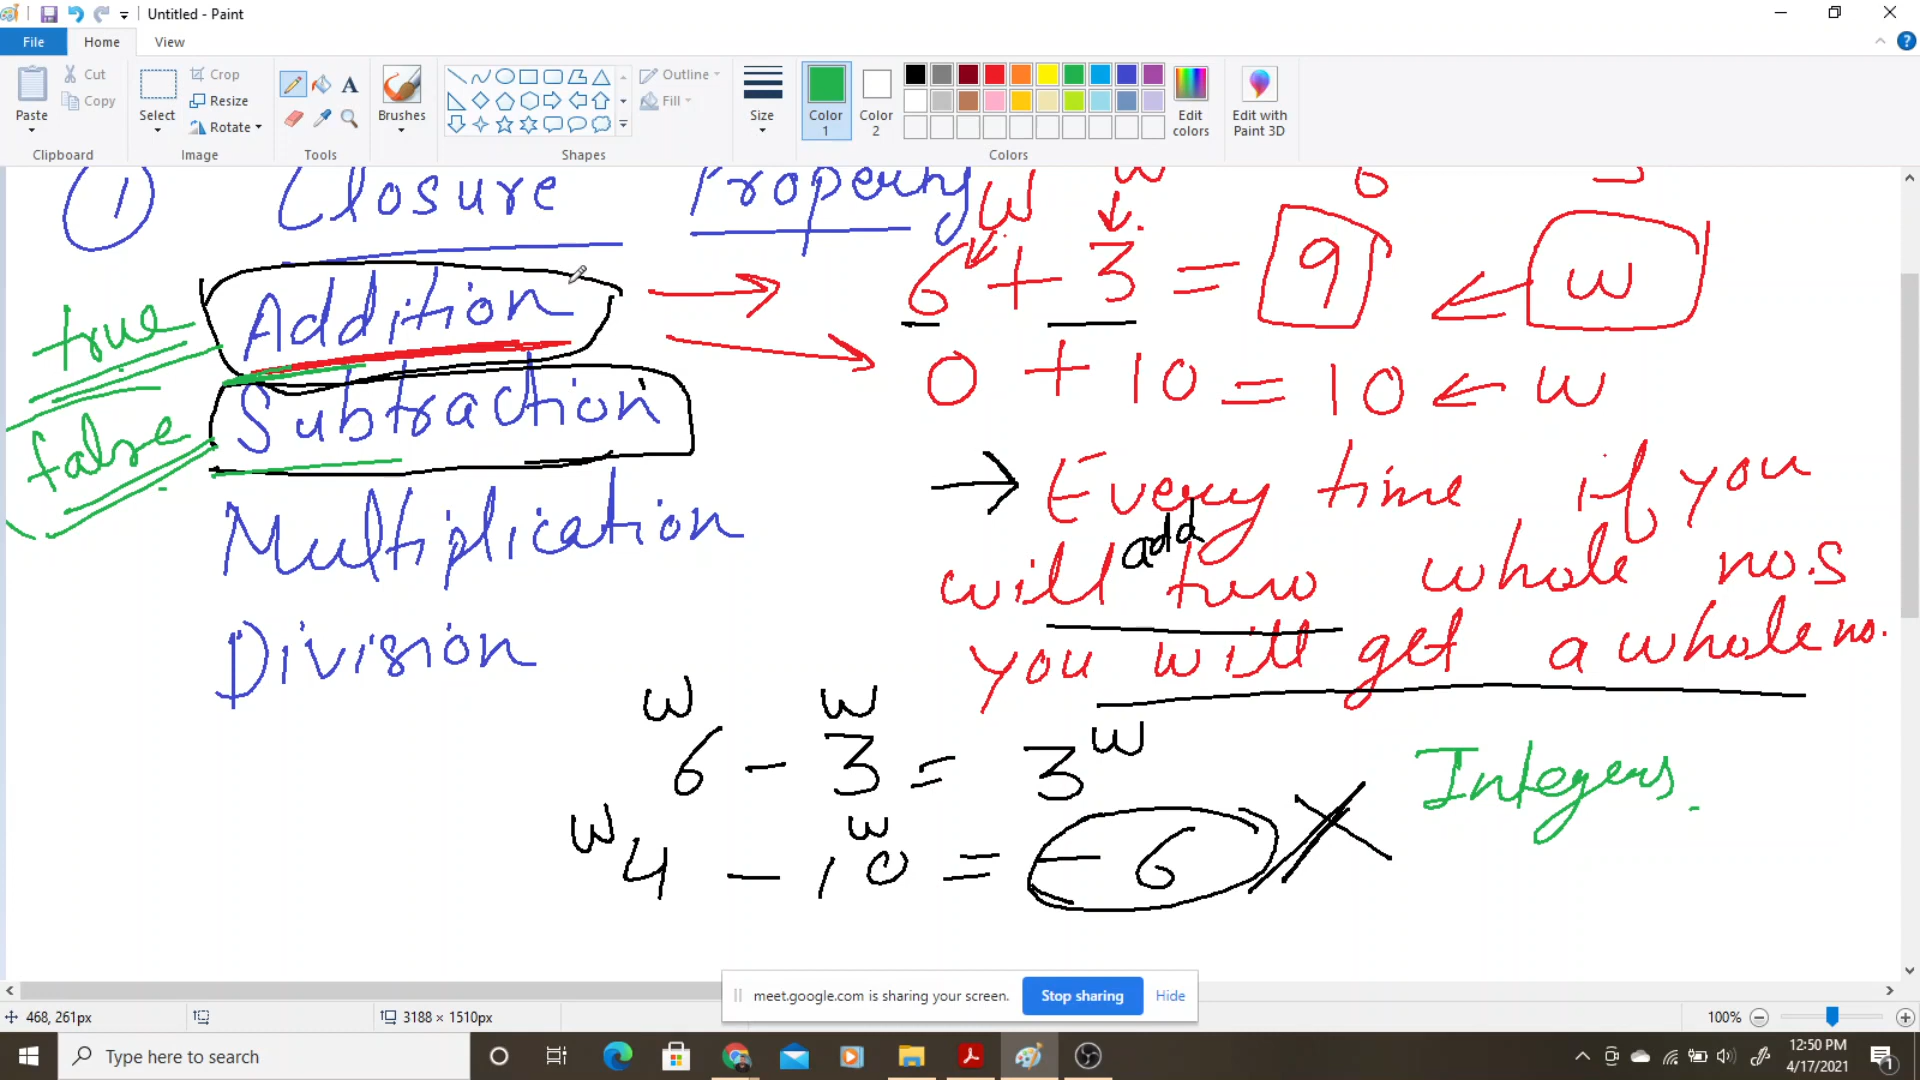 Untitled - Paint
File Home View
Paste Cut Copy Clipboard
Select Crop Resize Rotate Image
Tools
Brushes
Shapes
Outline Fill
Size
Color 1 Color 2
Colors
Edit colors
Edit with Paint 3D
① Closure Property
W W 6 3
Addition → 6 + 3 = 9 ← W
true
0 + 10 = 10 ← W
Subtraction
false
→ Every time if you
add
will two whole no.s
you will get a whole no.
Multiplication
Division
W W
6 - 3 = 3 W
Integers.
W W
4 - 10 = - 6 X
meet.google.com is sharing your screen. Stop sharing Hide
468, 261px 3188 × 1510px 100%
Type here to search
12:50 PM
4/17/2021
1